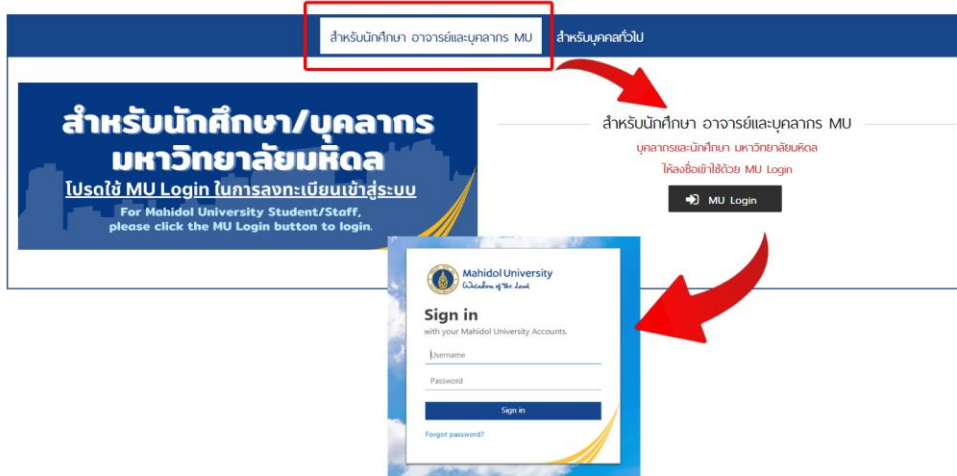 สำหรับนักศึกษา อาจารย์และบุคลากร MU
สำหรับบุคคลทั่วไป
สำหรับนักศึกษา/บุคลากร
มหาวิทยาลัยมหิดล
โปรดใช้ MU Login ในการลงทะเบียนเข้าสู่ระบบ
For Mahidol University Student/Staff,
please click the MU Login button to login.
สำหรับนักศึกษา อาจารย์และบุคลากร MU
บุคลากรและนักศึกษา มหาวิทยาลัยมหิดล
ให้ลงชื่อเข้าใช้ด้วย MU Login
MU Login
Mahidol University
Wisdom of the Land
Sign in
with your Mahidol University Accounts.
Username
Password
Sign in
Forgot password?